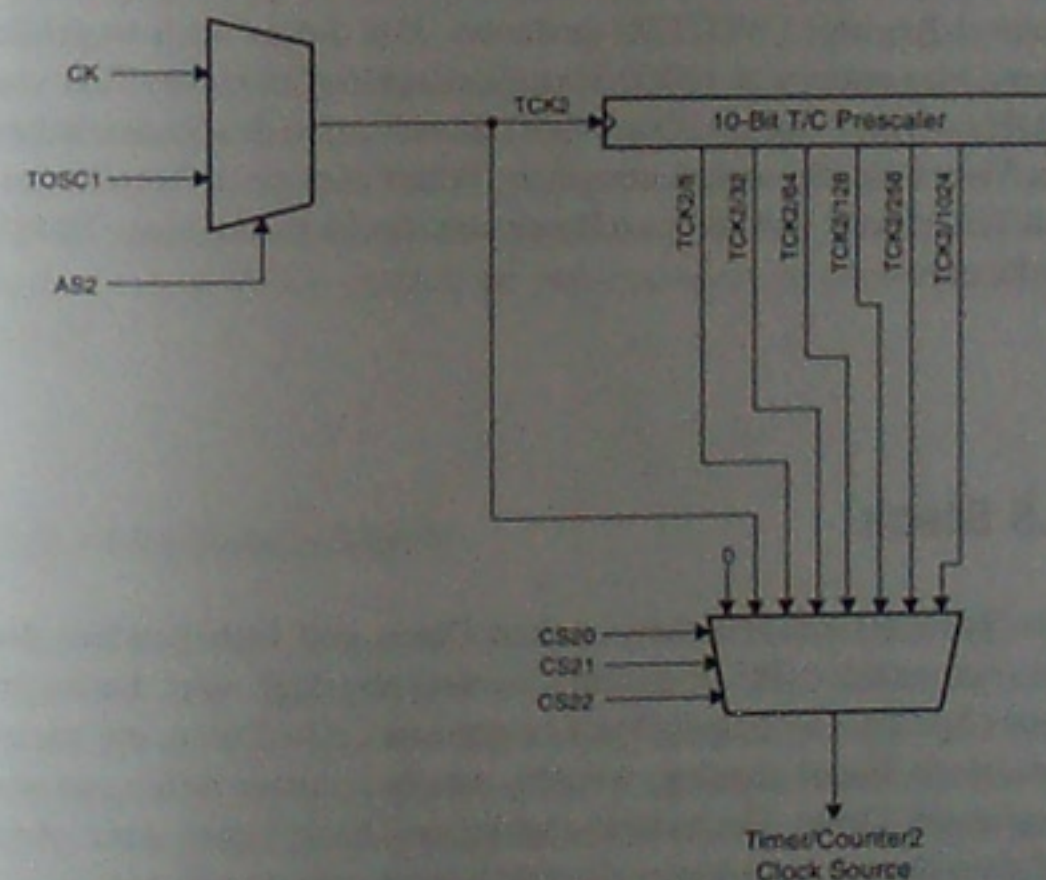 CK
TCK2
10-Bit T/C Prescaler
TOSC1
AS2
TCK2/8
TCK2/32
TCK2/64
TCK2/128
TCK2/256
TCK2/1024
0
CS20
CS21
CS22
Timer/Counter2
Clock Source